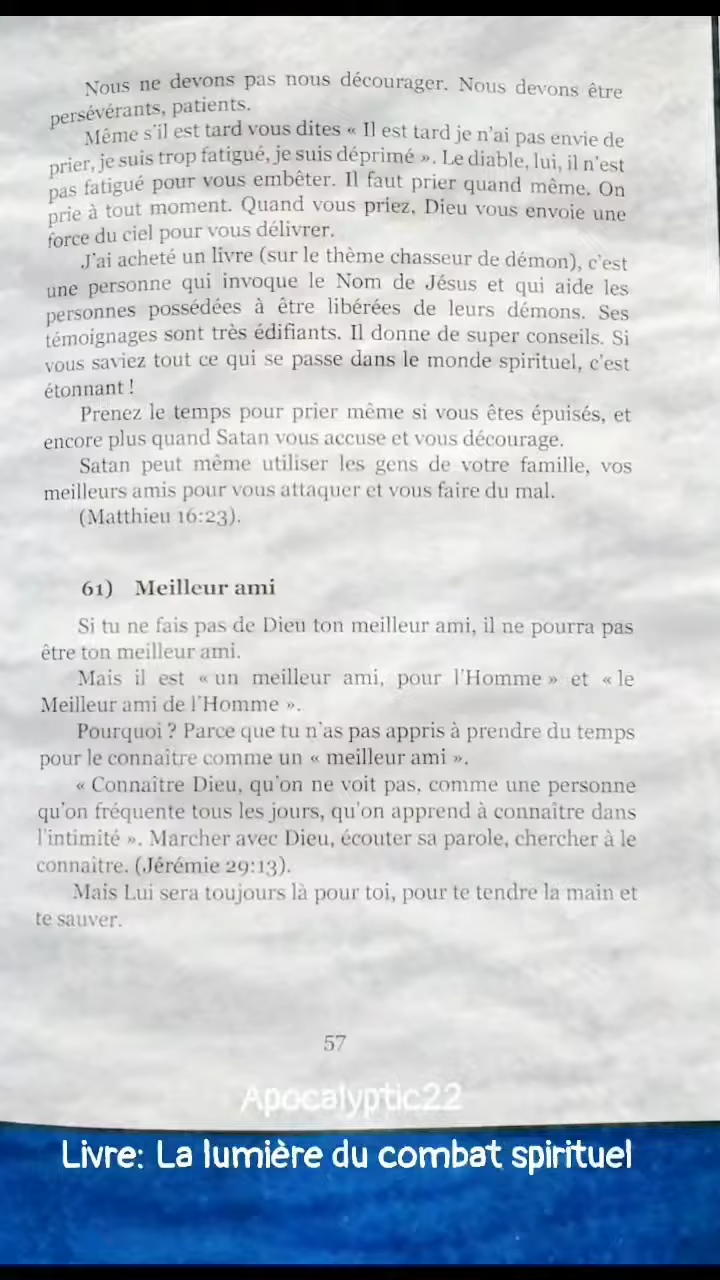 Nous ne devons pas nous décourager. Nous devons être
persévérants, patients.
Même s'il est tard vous dites « Il est tard je n'ai pas envie de
prier, je suis trop fatigué, je suis déprimé ». Le diable, lui, il n'est
pas fatigué pour vous embêter. Il faut prier quand même. On
prie à tout moment. Quand vous priez, Dieu vous envoie une
force du ciel pour vous délivrer.
J'ai acheté un livre (sur le thème chasseur de démon), c'est
une personne qui invoque le Nom de Jésus et qui aide les
personnes possédées à être libérées de leurs démons. Ses
témoignages sont très édifiants. Il donne de super conseils. Si
vous saviez tout ce qui se passe dans le monde spirituel, c'est
étonnant !
Prenez le temps pour prier même si vous êtes épuisés, et
encore plus quand Satan vous accuse et vous décourage.
Satan peut même utiliser les gens de votre famille, vos
meilleurs amis pour vous attaquer et vous faire du mal.
(Matthieu 16:23).
61) Meilleur ami
Si tu ne fais pas de Dieu ton meilleur ami, il ne pourra pas
être ton meilleur ami.
Mais il est « un meilleur ami, pour l'Homme » et « le
Meilleur ami de l'Homme ».
Pourquoi ? Parce que tu n'as pas appris à prendre du temps
pour le connaître comme un « meilleur ami ».
« Connaître Dieu, qu'on ne voit pas, comme une personne
qu'on fréquente tous les jours, qu'on apprend à connaître dans
l'intimité ». Marcher avec Dieu, écouter sa parole, chercher à le
connaître. (Jérémie 29:13).
Mais Lui sera toujours là pour toi, pour te tendre la main et
te sauver.
57
Apocalyptic22
Livre: La lumière du combat spirituel